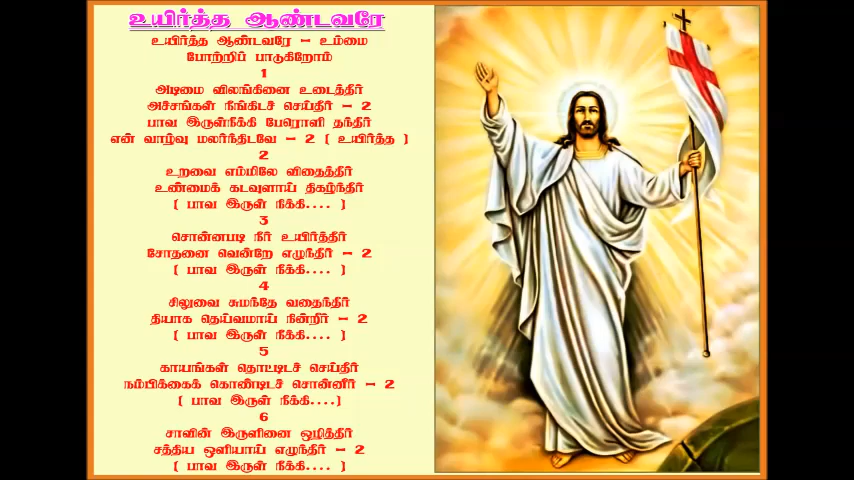 உயிர்த்த ஆண்டவரே
உயிர்த்த ஆண்டவரே - உம்மை
போற்றிப் பாடுகிறோம்
1
அடிமை விலங்கினை உடைத்தீர்
அச்சங்கள் நீங்கிடச் செய்தீர் - 2
பாவ இருள்நீக்கி பேரொளி தந்தீர்
என் வாழ்வு மலர்ந்திடவே - 2 ( உயிர்த்த )
2
உறவை எம்மிலே விதைத்தீர்
உண்மைக் கடவுளாய் திகழ்ந்தீர்
( பாவ இருள் நீக்கி.... )
3
சொன்னபடி நீர் உயிர்த்தீர்
சோதனை வென்றே எழுந்தீர் - 2
( பாவ இருள் நீக்கி.... )
4
சிலுவை சுமந்தே வதைந்தீர்
தியாக தெய்வமாய் நின்றீர் - 2
( பாவ இருள் நீக்கி.... )
5
காயங்கள் தொட்டிடச் செய்தீர்
நம்பிக்கைக் கொண்டிடச் சொன்னீர் - 2
( பாவ இருள் நீக்கி....)
6
சாவின் இருளினை ஒழித்தீர்
சத்திய ஒளியாய் எழுந்தீர் - 2
( பாவ இருள் நீக்கி.... )